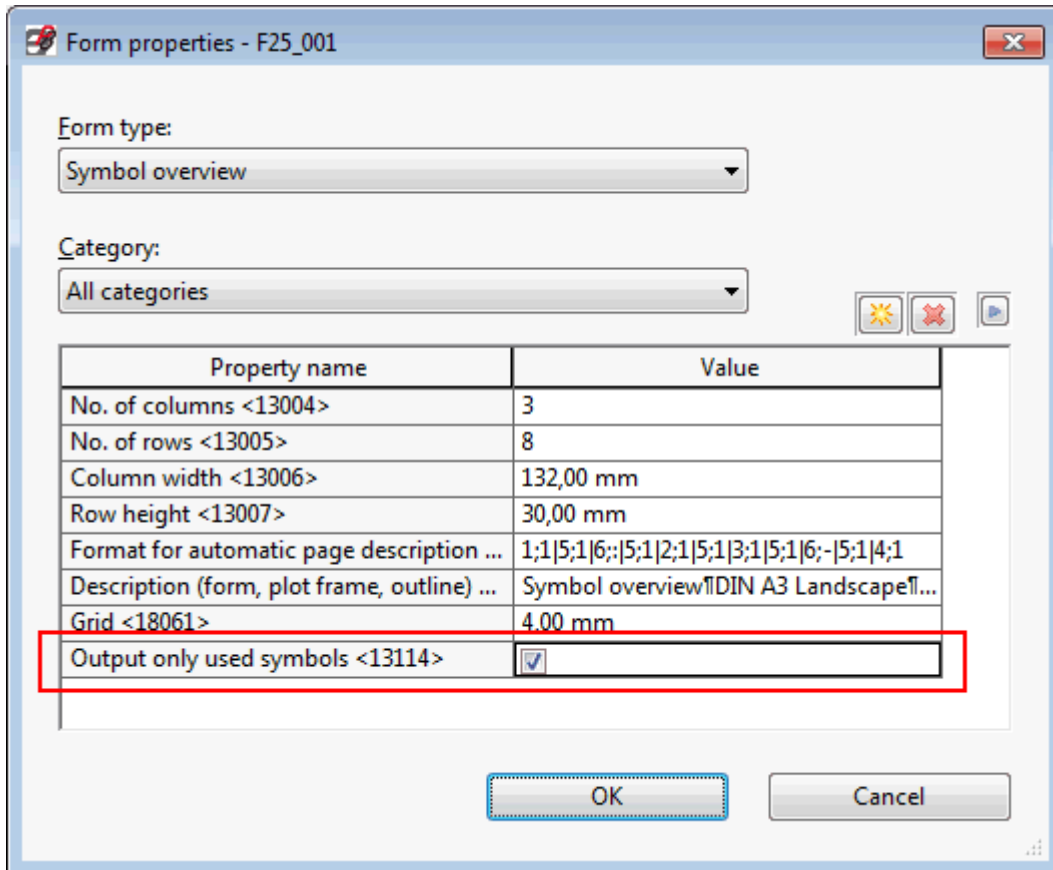 Form properties - F25_001
Form type:
Symbol overview
Category:
All categories
Property name Value
No. of columns <13004> 3
No. of rows <13005> 8
Column width <13006> 132,00 mm
Row height <13007> 30,00 mm
Format for automatic page description ... 1;1|5;1|6;:|5;1|2;1|5;1|3;1|5;1|6;-|5;1|4;1
Description (form, plot frame, outline) ... Symbol overview¶DIN A3 Landscape¶...
Grid <18061> 4,00 mm
Output only used symbols <13114>
OK Cancel